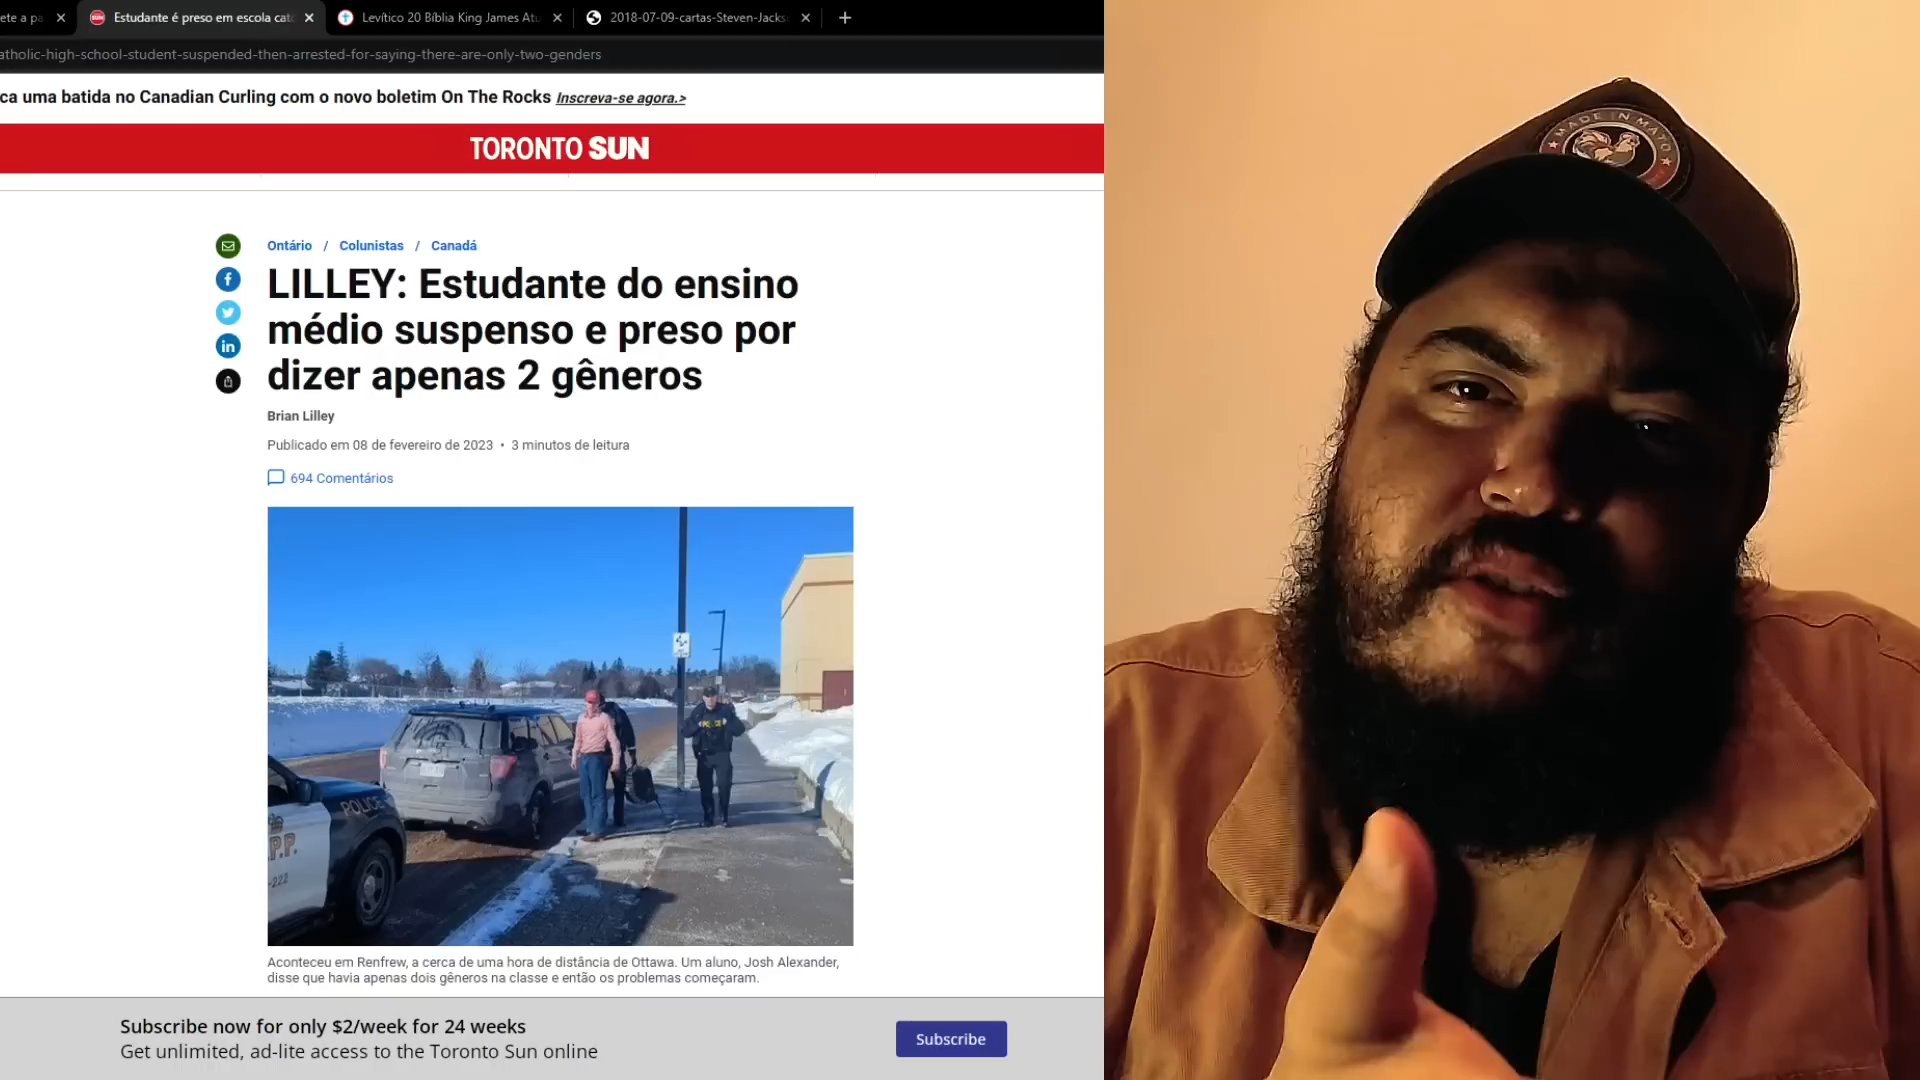 ete a pa
Estudante é preso em escola cató
Levítico 20 Bíblia King James Atu
2018-07-09-cartas-Steven-Jackso
atholic-high-school-student-suspended-then-arrested-for-saying-there-are-only-two-genders
ca uma batida no Canadian Curling com o novo boletim On The Rocks Inscreva-se agora.>
TORONTO SUN
Ontário / Colunistas / Canadá
LILLEY: Estudante do ensino
médio suspenso e preso por
dizer apenas 2 gêneros
Brian Lilley
Publicado em 08 de fevereiro de 2023 • 3 minutos de leitura
694 Comentários
POLICE
POLICE
P.P.
-222
Aconteceu em Renfrew, a cerca de uma hora de distância de Ottawa. Um aluno, Josh Alexander,
disse que havia apenas dois gêneros na classe e então os problemas começaram.
Subscribe now for only $2/week for 24 weeks
Get unlimited, ad-lite access to the Toronto Sun online
Subscribe
MADE IN MATO